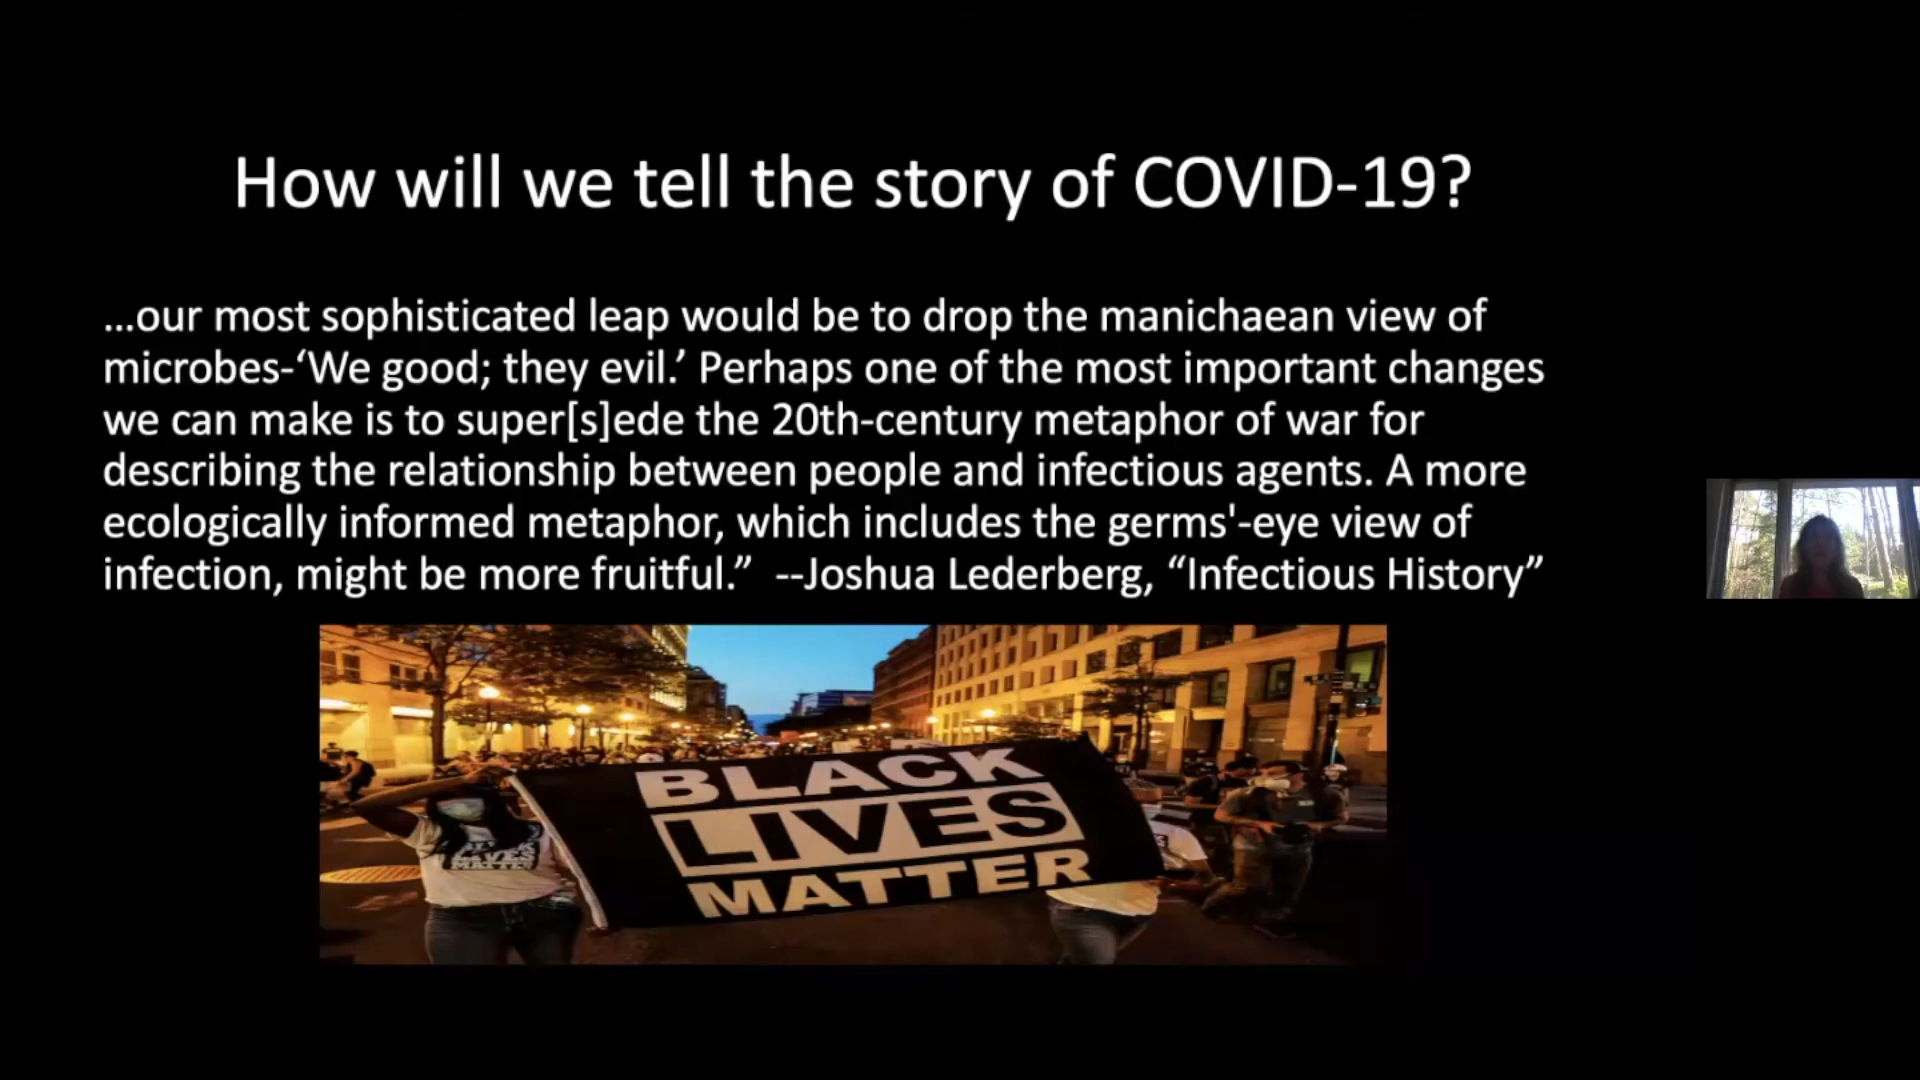 How will we tell the story of COVID-19?
…our most sophisticated leap would be to drop the manichaean view of
microbes-‘We good; they evil.’ Perhaps one of the most important changes
we can make is to super[s]ede the 20th-century metaphor of war for
describing the relationship between people and infectious agents. A more
ecologically informed metaphor, which includes the germs'-eye view of
infection, might be more fruitful.”  --Joshua Lederberg, “Infectious History”
BLACK
LIVES
MATTER
BLACK
LIVES
MATTER